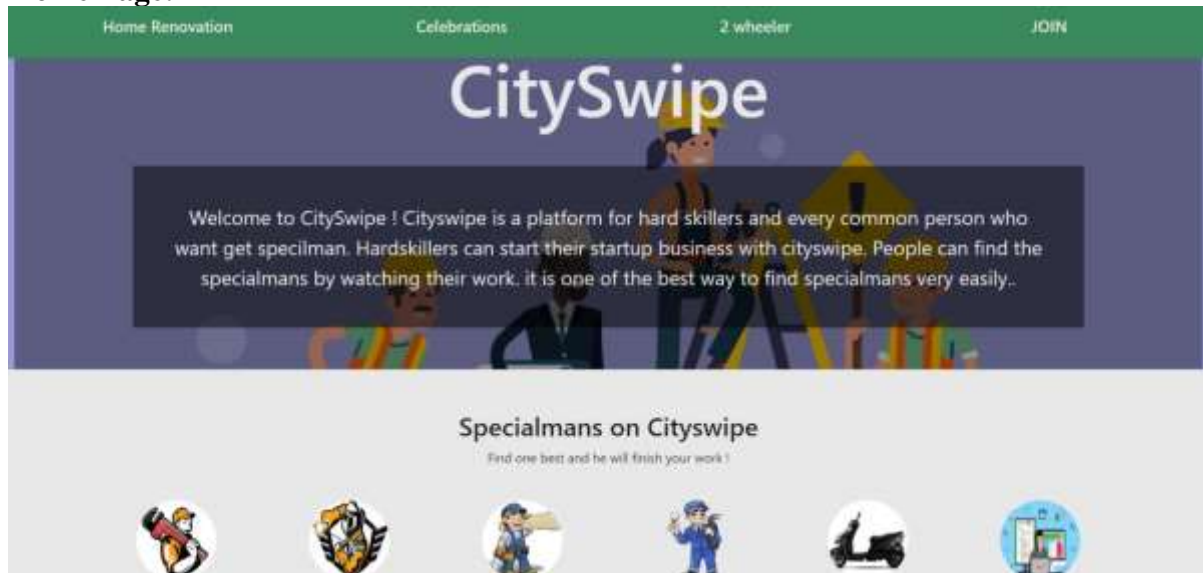 Home Renovation Celebrations 2 wheeler JOIN
CitySwipe
Welcome to CitySwipe ! Cityswipe is a platform for hard skillers and every common person who
want get specilman. Hardskillers can start their startup business with cityswipe. People can find the
specialmans by watching their work. it is one of the best way to find specialmans very easily..
Specialmans on Cityswipe
Find one best and he will finish your work !